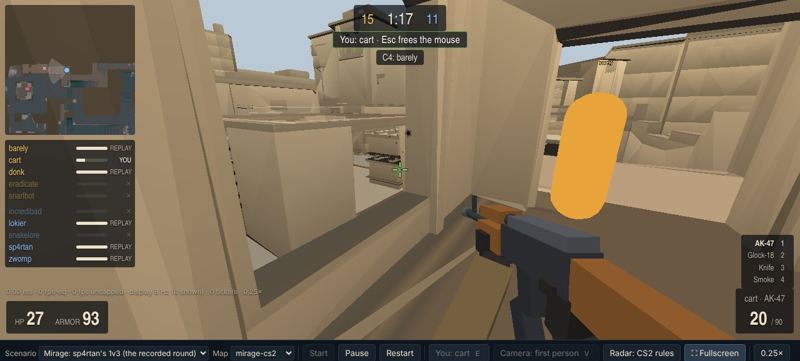 15 1:17 11
You: cart · Esc frees the mouse
C4: barely
barely REPLAY
cart YOU
donk REPLAY
eradicate ×
snarlbot ×
incredibad ×
lokier REPLAY
snakelore ×
sp4rtan REPLAY
zwomp REPLAY
AK-47 1
Glock-18 2
Knife 3
Smoke 4
cart · AK-47
20 / 90
HP 27 ARMOR 93
Scenario Mirage: sp4rtan's 1v3 (the recorded round) Map mirage-cs2 Start Pause Restart You: cart E Camera: first person V Radar: CS2 rules Fullscreen 0.25×